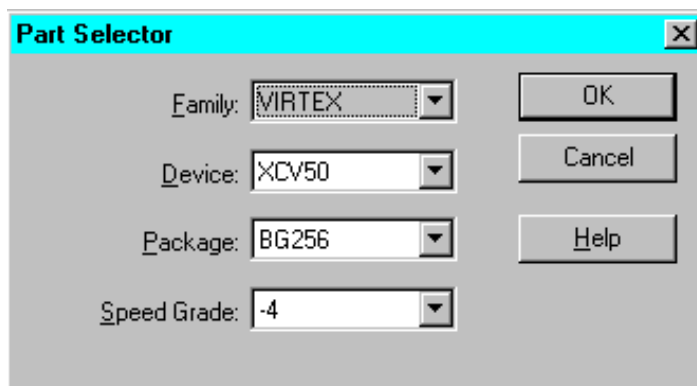 Part Selector
Family: VIRTEX
OK
Device: XCV50
Cancel
Package: BG256
Help
Speed Grade: -4